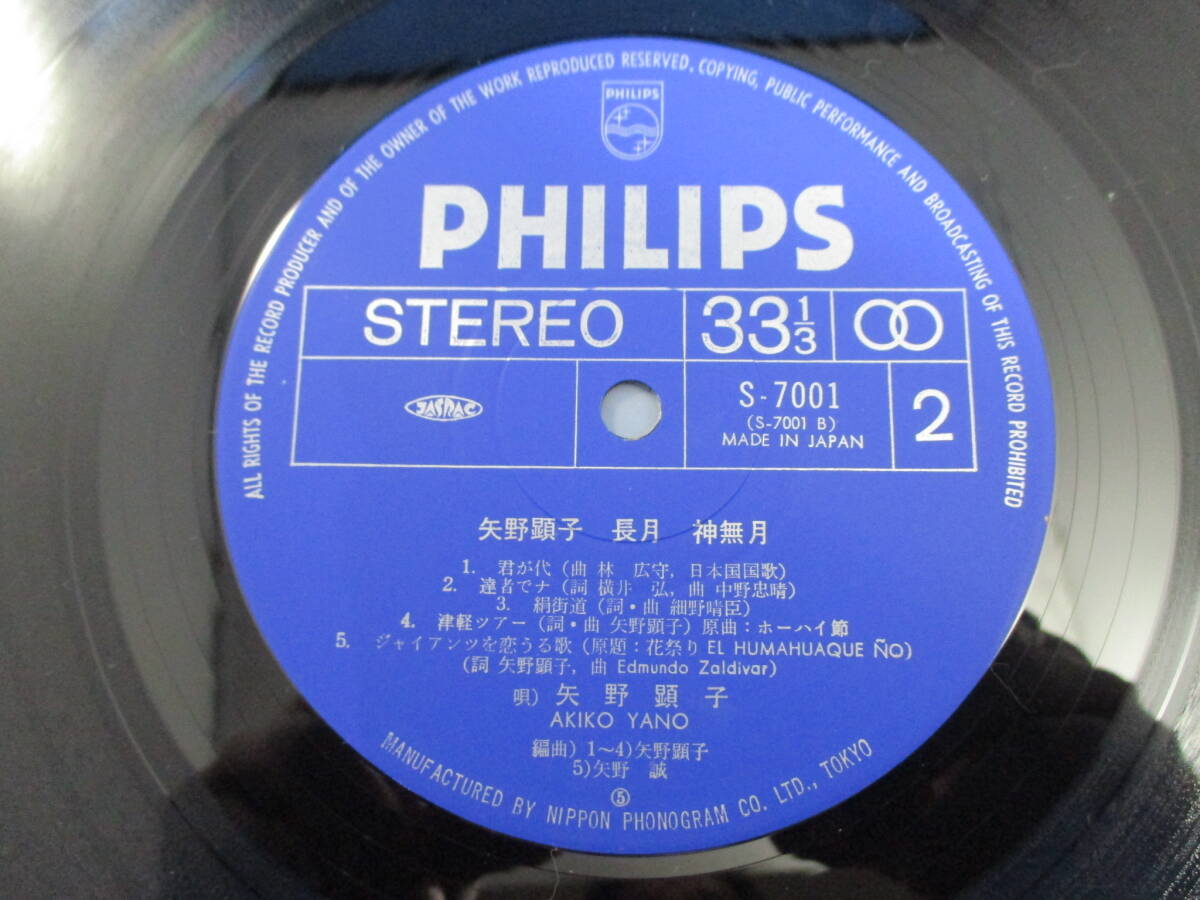 ALL RIGHTS OF THE RECORD PRODUCER AND OF THE OWNER OF THE WORK REPRODUCED RESERVED. COPYING, PUBLIC PERFORMANCE AND BROADCASTING OF THIS RECORD PROHIBITED
PHILIPS
PHILIPS
STEREO 33 1/3
JASRAC
S-7001
(S-7001 B)
MADE IN JAPAN
2
矢野顕子 長月 神無月
1. 君が代 (曲 林 広守, 日本国国歌)
2. 達者でナ (詞 横井 弘, 曲 中野忠晴)
3. 絹街道 (詞・曲 細野晴臣)
4. 津軽ツアー (詞・曲 矢野顕子) 原曲:ホーハイ節
5. ジャイアンツを恋うる歌 (原題:花祭り EL HUMAHUAQUE ÑO)
(詞 矢野顕子, 曲 Edmundo Zaldivar)
唄) 矢野顕子
AKIKO YANO
編曲) 1〜4)矢野顕子
5)矢野 誠
⑤
MANUFACTURED BY NIPPON PHONOGRAM CO. LTD., TOKYO